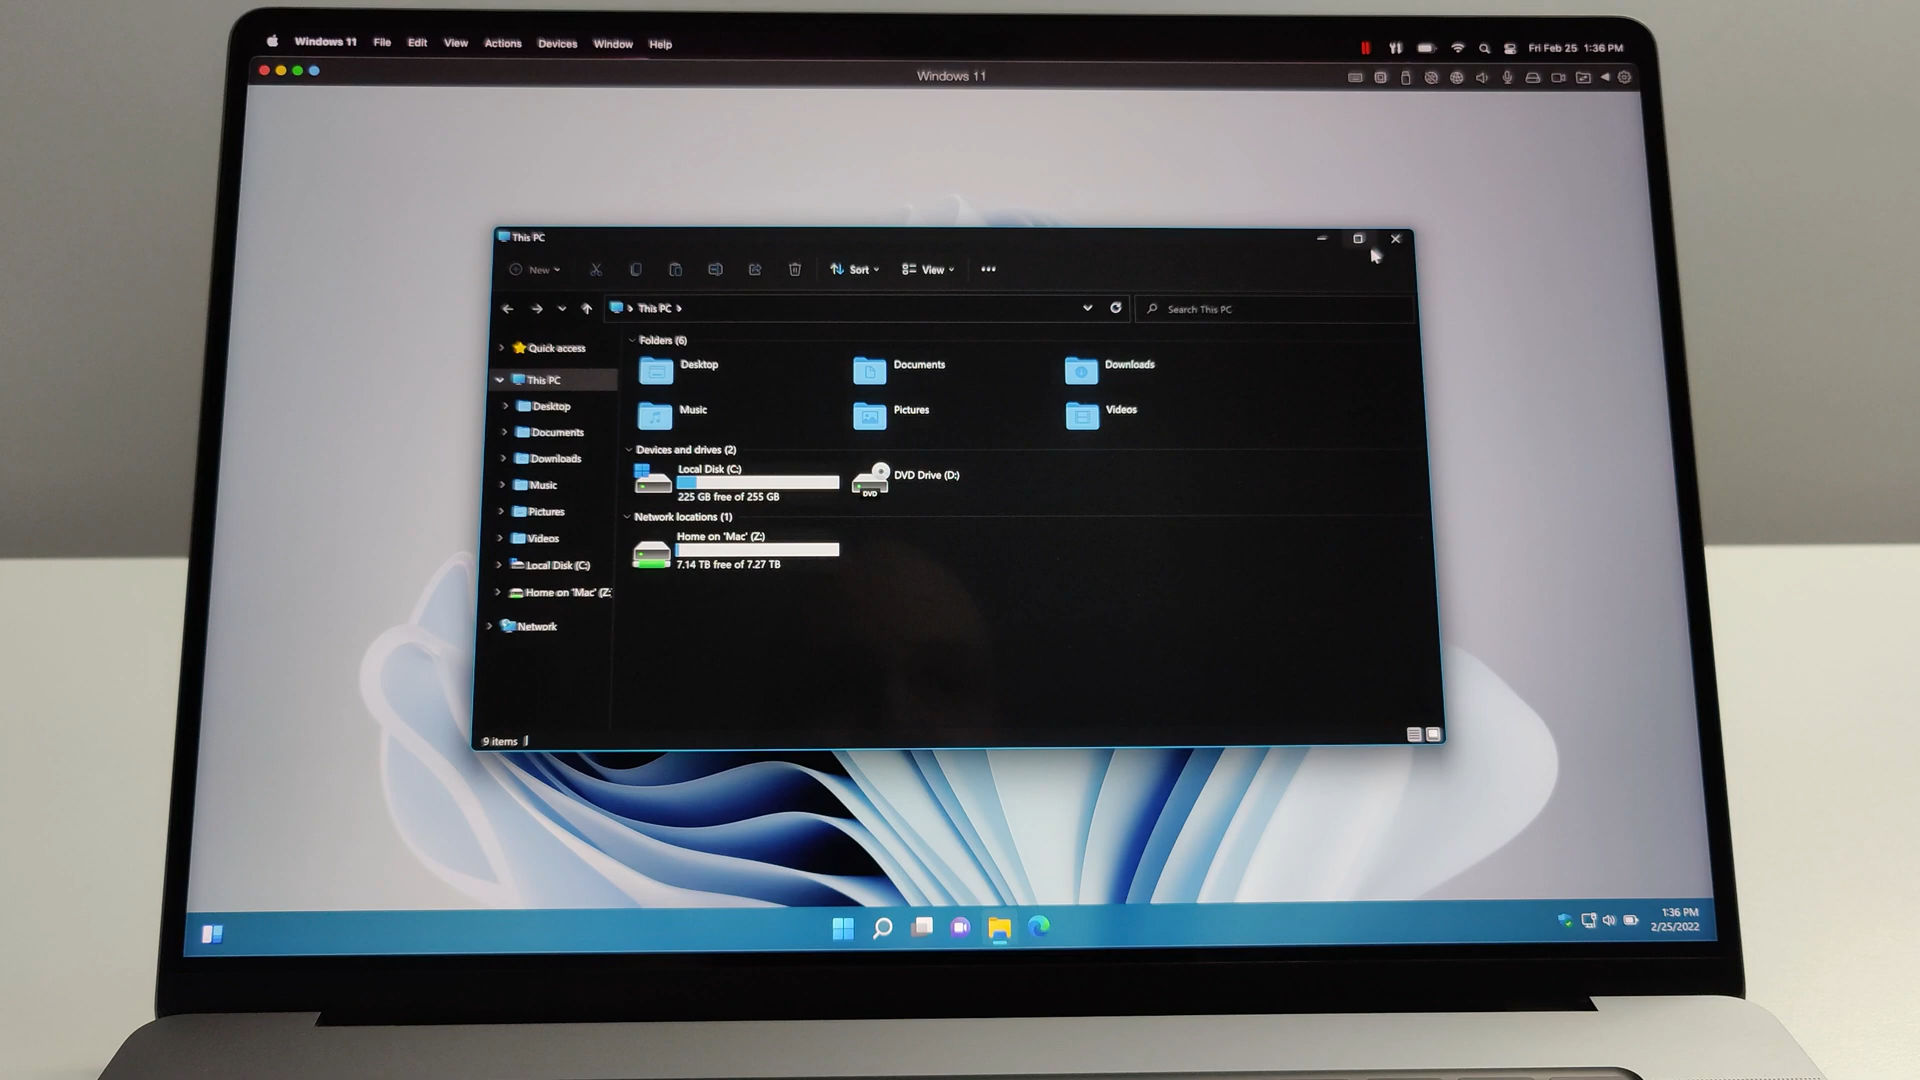 Windows 11 File Edit View Actions Devices Window Help Fri Feb 25 1:36 PM
Windows 11
This PC
New Sort View
This PC Search This PC
Quick access
This PC
Desktop
Documents
Downloads
Music
Pictures
Videos
Local Disk (C:)
Home on 'Mac' (Z:
Network
Folders (6)
Desktop Documents Downloads
Music Pictures Videos
Devices and drives (2)
Local Disk (C:)
225 GB free of 255 GB
DVD
DVD Drive (D:)
Network locations (1)
Home on 'Mac' (Z:)
7.14 TB free of 7.27 TB
9 items
1:36 PM
2/25/2022